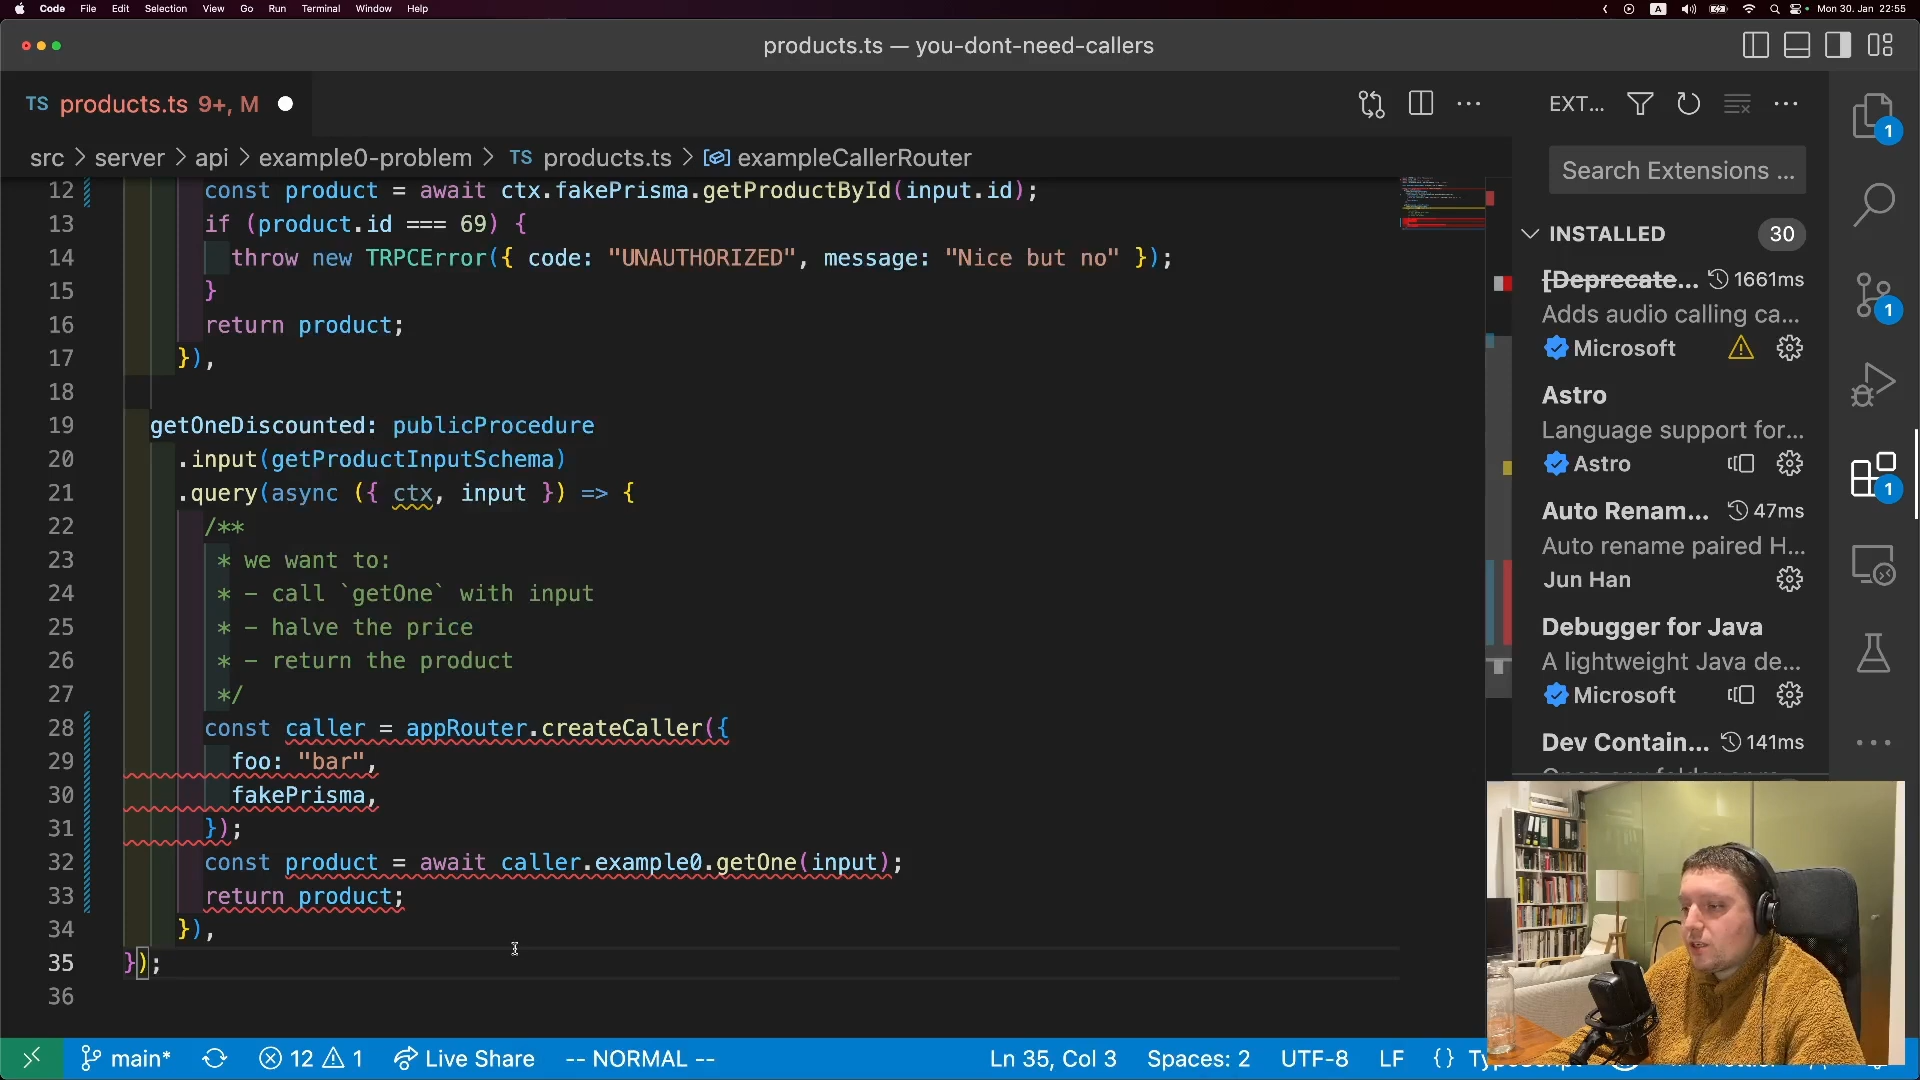 Code File Edit Selection View Go Run Terminal Window Help
A Mon 30. Jan 22:55
products.ts — you-dont-need-callers
TS products.ts 9+, M
EXT...
src > server > api > example0-problem > TS products.ts > exampleCallerRouter
Search Extensions ...
12 const product = await ctx.fakePrisma.getProductById(input.id);
13 if (product.id === 69) {
14 throw new TRPCError({ code: "UNAUTHORIZED", message: "Nice but no" });
15 }
16 return product;
17 }),
18
19 getOneDiscounted: publicProcedure
20 .input(getProductInputSchema)
21 .query(async ({ ctx, input }) => {
22 /**
23 * we want to:
24 * - call `getOne` with input
25 * - halve the price
26 * - return the product
27 */
28 const caller = appRouter.createCaller({
29 foo: "bar",
30 fakePrisma,
31 });
32 const product = await caller.example0.getOne(input);
33 return product;
34 }),
35 });
36
INSTALLED 30
[Deprecate... 1661ms
Adds audio calling ca...
Microsoft
Astro
Language support for...
Astro
Auto Renam... 47ms
Auto rename paired H...
Jun Han
Debugger for Java
A lightweight Java de...
Microsoft
Dev Contain... 141ms
1
1
1
main* 12 1 Live Share -- NORMAL -- Ln 35, Col 3 Spaces: 2 UTF-8 LF {}